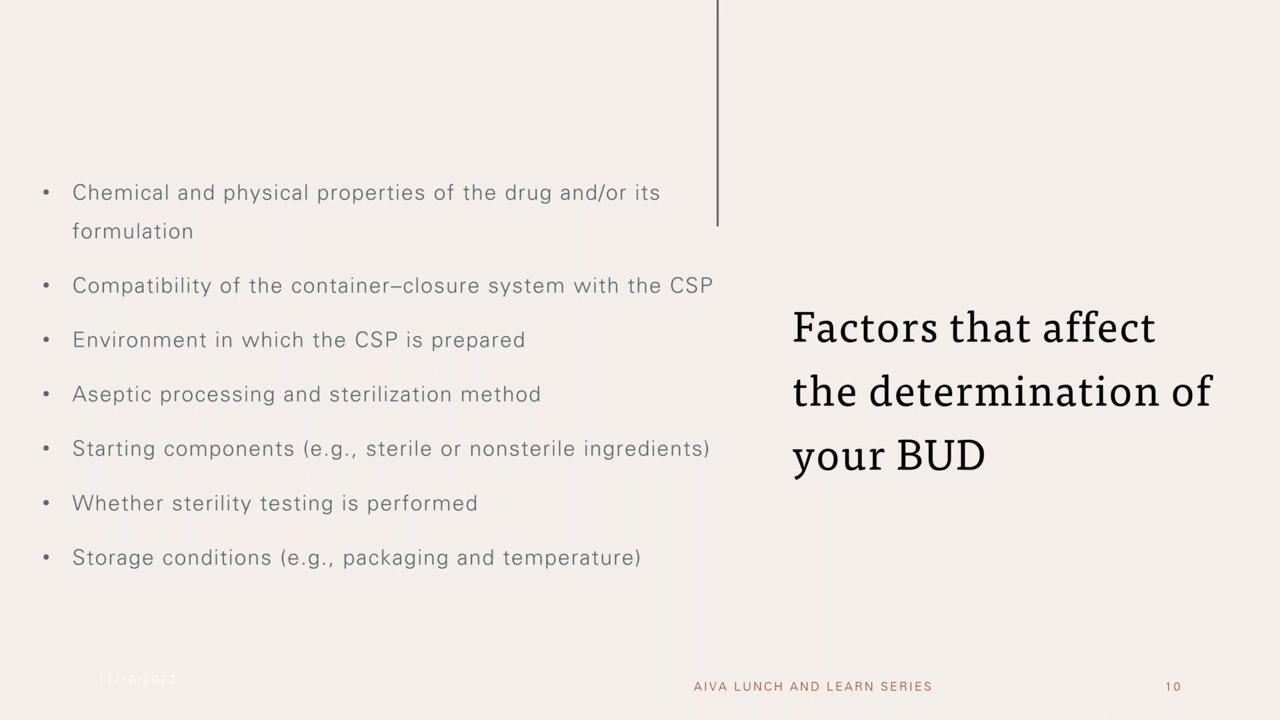 • Chemical and physical properties of the drug and/or its
formulation
• Compatibility of the container–closure system with the CSP
• Environment in which the CSP is prepared
• Aseptic processing and sterilization method
• Starting components (e.g., sterile or nonsterile ingredients)
• Whether sterility testing is performed
• Storage conditions (e.g., packaging and temperature)
Factors that affect
the determination of
your BUD
11/10/2022
AIVA LUNCH AND LEARN SERIES
10